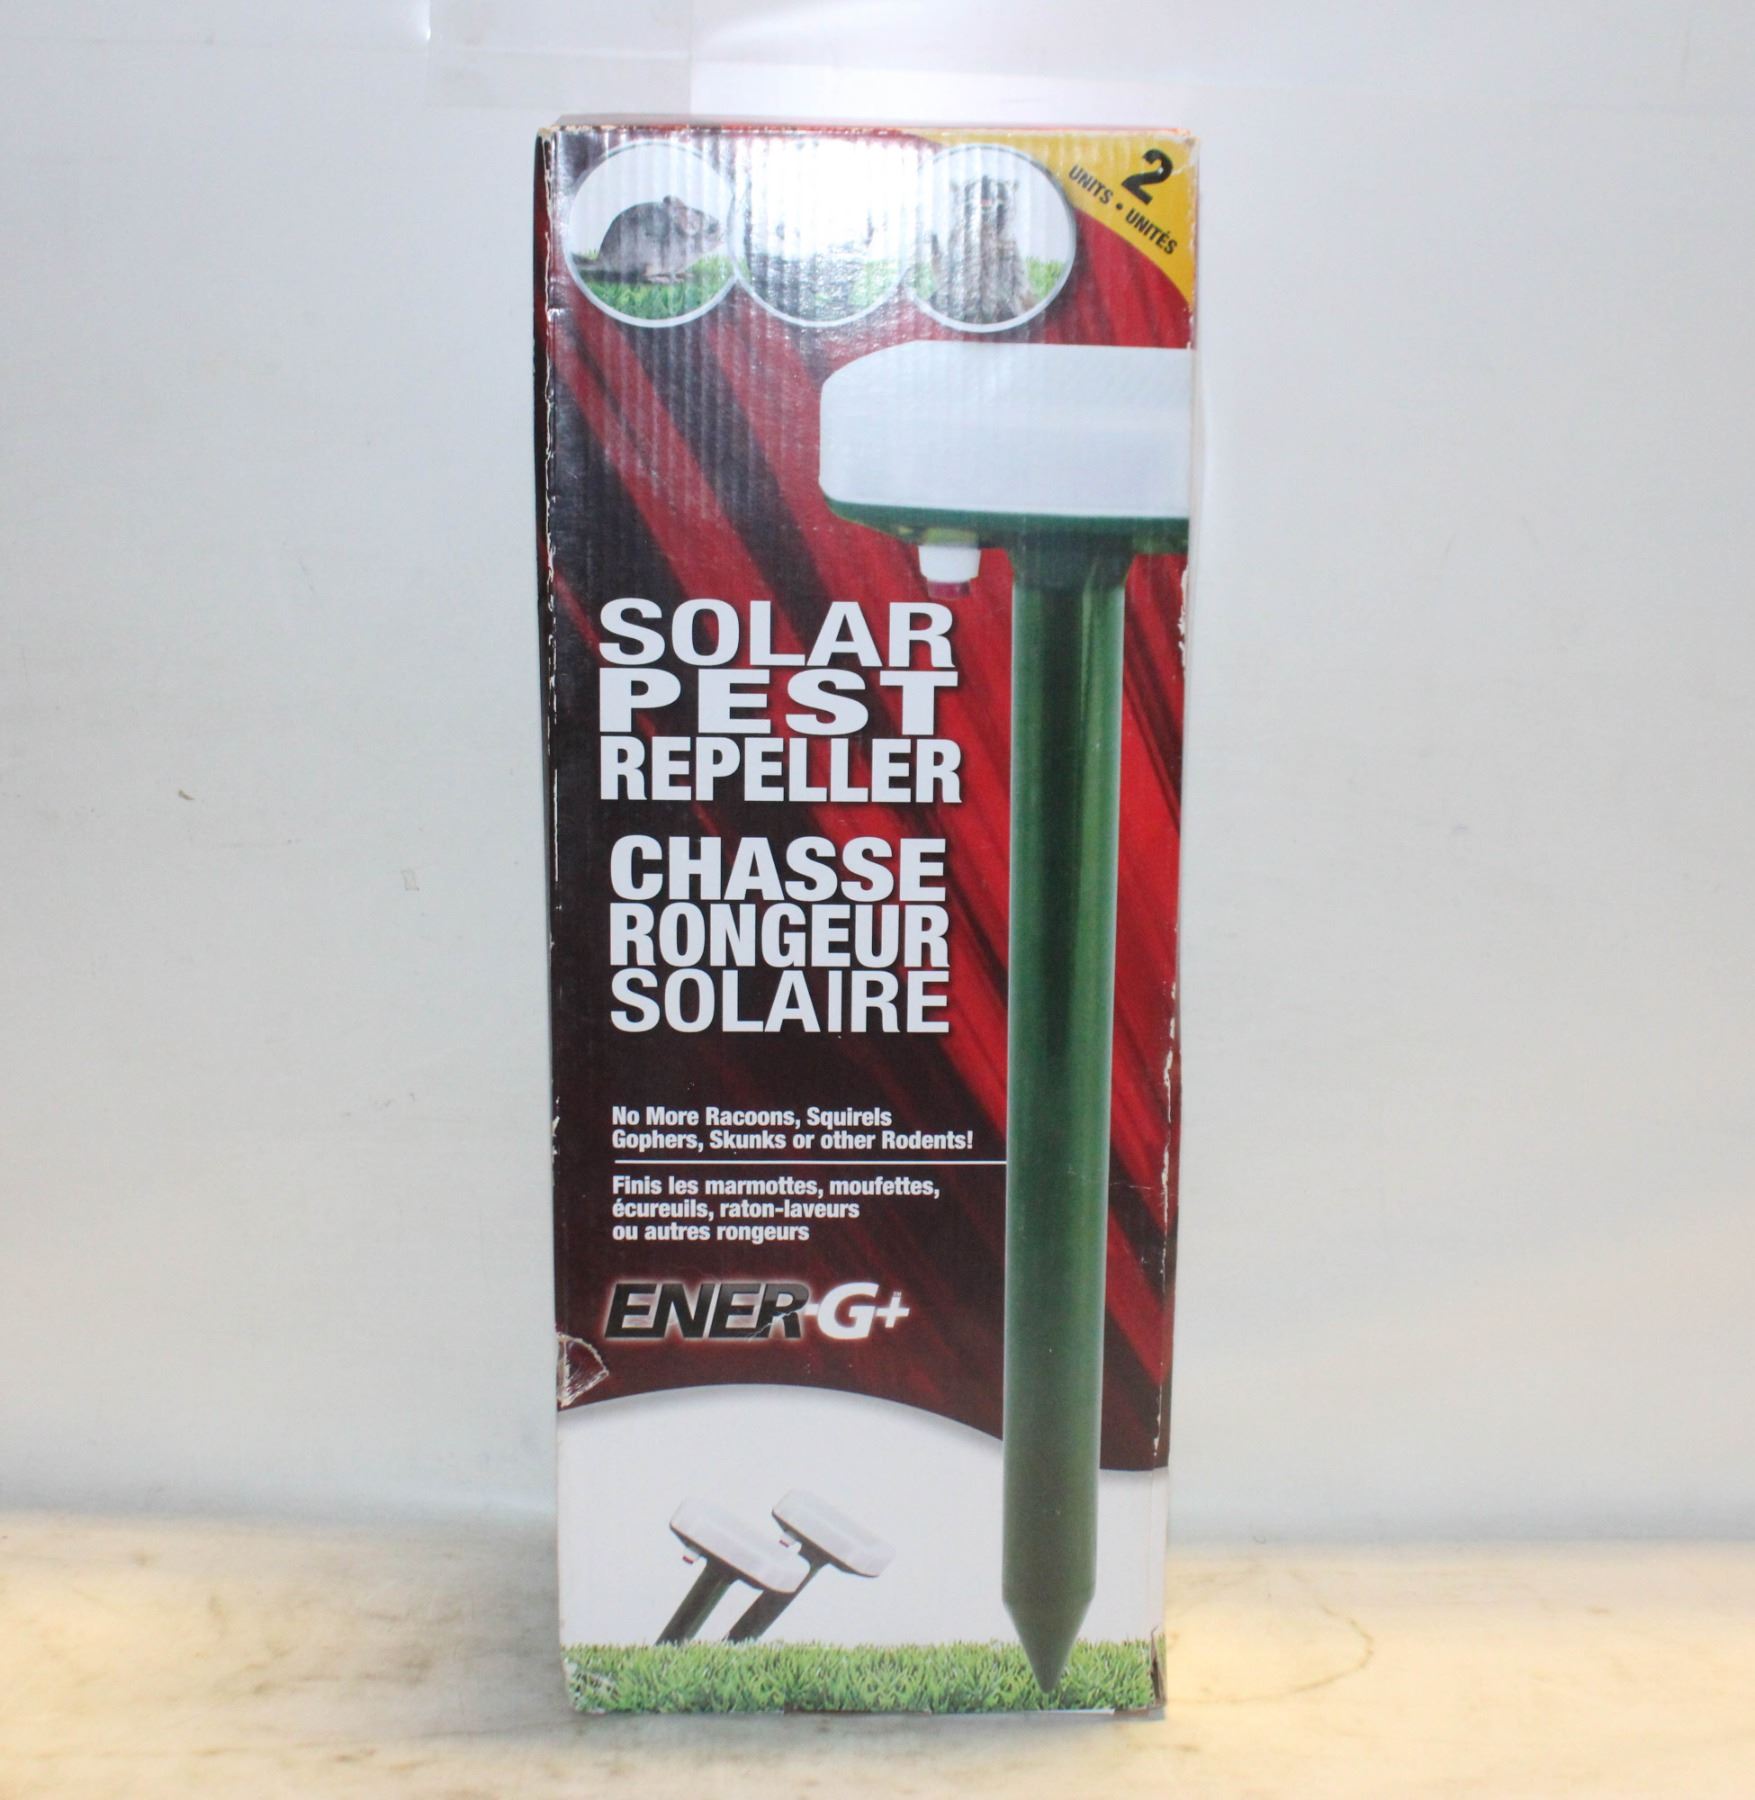 2
UNITS • UNITÉS
SOLAR
PEST
REPELLER
CHASSE
RONGEUR
SOLAIRE
No More Racoons, Squirels
Gophers, Skunks or other Rodents!
Finis les marmottes, moufettes,
écureuils, raton-laveurs
ou autres rongeurs
ENER-G+™